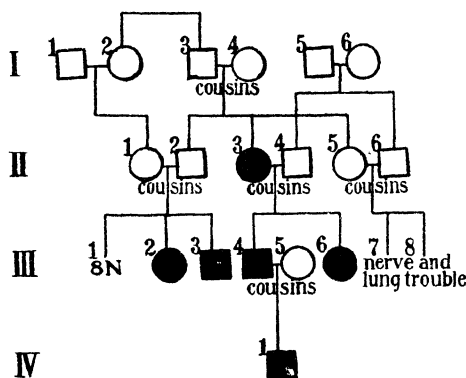 I 1 2 3 4 5 6
cousins
II 1 2 3 4 5 6
cousins cousins cousins
III 1 2 3 4 5 6 7 8
8N nerve and
cousins lung trouble
IV 1